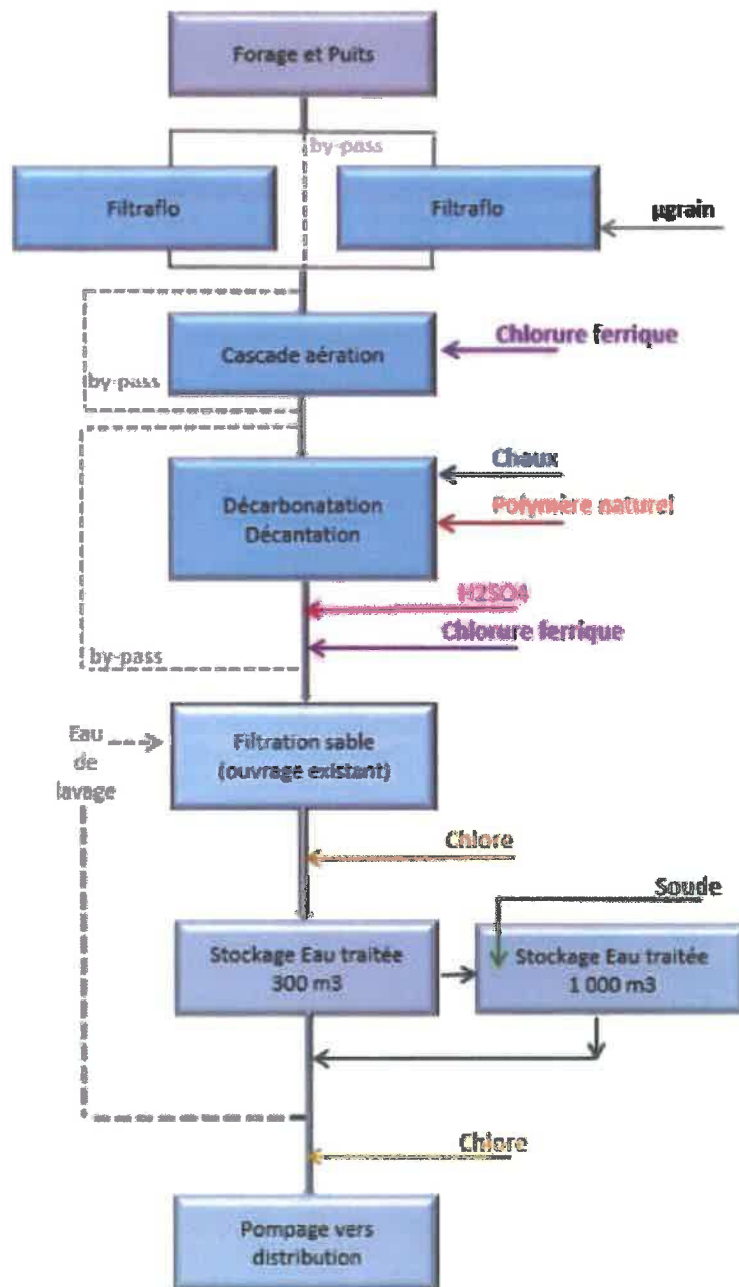 Forage et Puits
by-pass
Filtraflo
Filtraflo
µgrain
Cascade aération
Chlorure ferrique
by-pass
Chaux
Décarbonatation
Décantation
Polymère naturel
H2SO4
Chlorure ferrique
by-pass
Eau
de
lavage
Filtration sable
(ouvrage existant)
Chlore
Soude
Stockage Eau traitée
300 m3
Stockage Eau traitée
1 000 m3
Chlore
Pompage vers
distribution